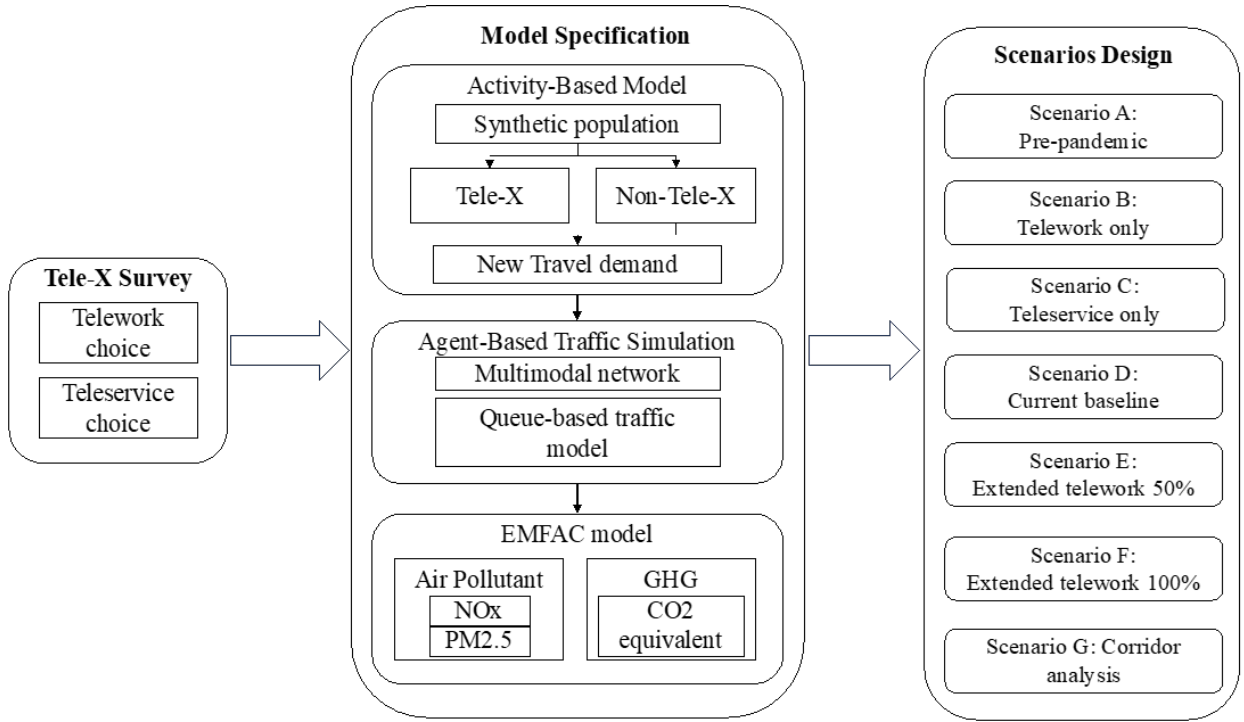 Tele-X Survey
Telework
choice
Teleservice
choice
Model Specification
Activity-Based Model
Synthetic population
Tele-X
Non-Tele-X
New Travel demand
Agent-Based Traffic Simulation
Multimodal network
Queue-based traffic
model
EMFAC model
Air Pollutant
NOx
PM2.5
GHG
CO2
equivalent
Scenarios Design
Scenario A:
Pre-pandemic
Scenario B:
Telework only
Scenario C:
Teleservice only
Scenario D:
Current baseline
Scenario E:
Extended telework 50%
Scenario F:
Extended telework 100%
Scenario G: Corridor
analysis